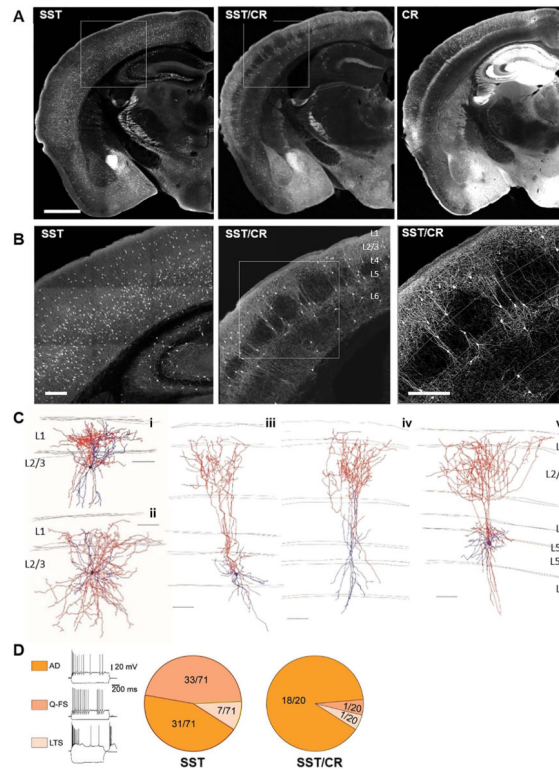 A
SST
SST/CR
CR
B
SST
SST/CR
SST/CR
L1
L2/3
L4
L5
L6
C
i
iii
iv
v
L1
L2/3
ii
L1
L2/3
L2/
L5
D
AD
Q-FS
LTS
20 mV
200 ms
33/71
7/71
31/71
SST
18/20
1/20
1/20
SST/CR